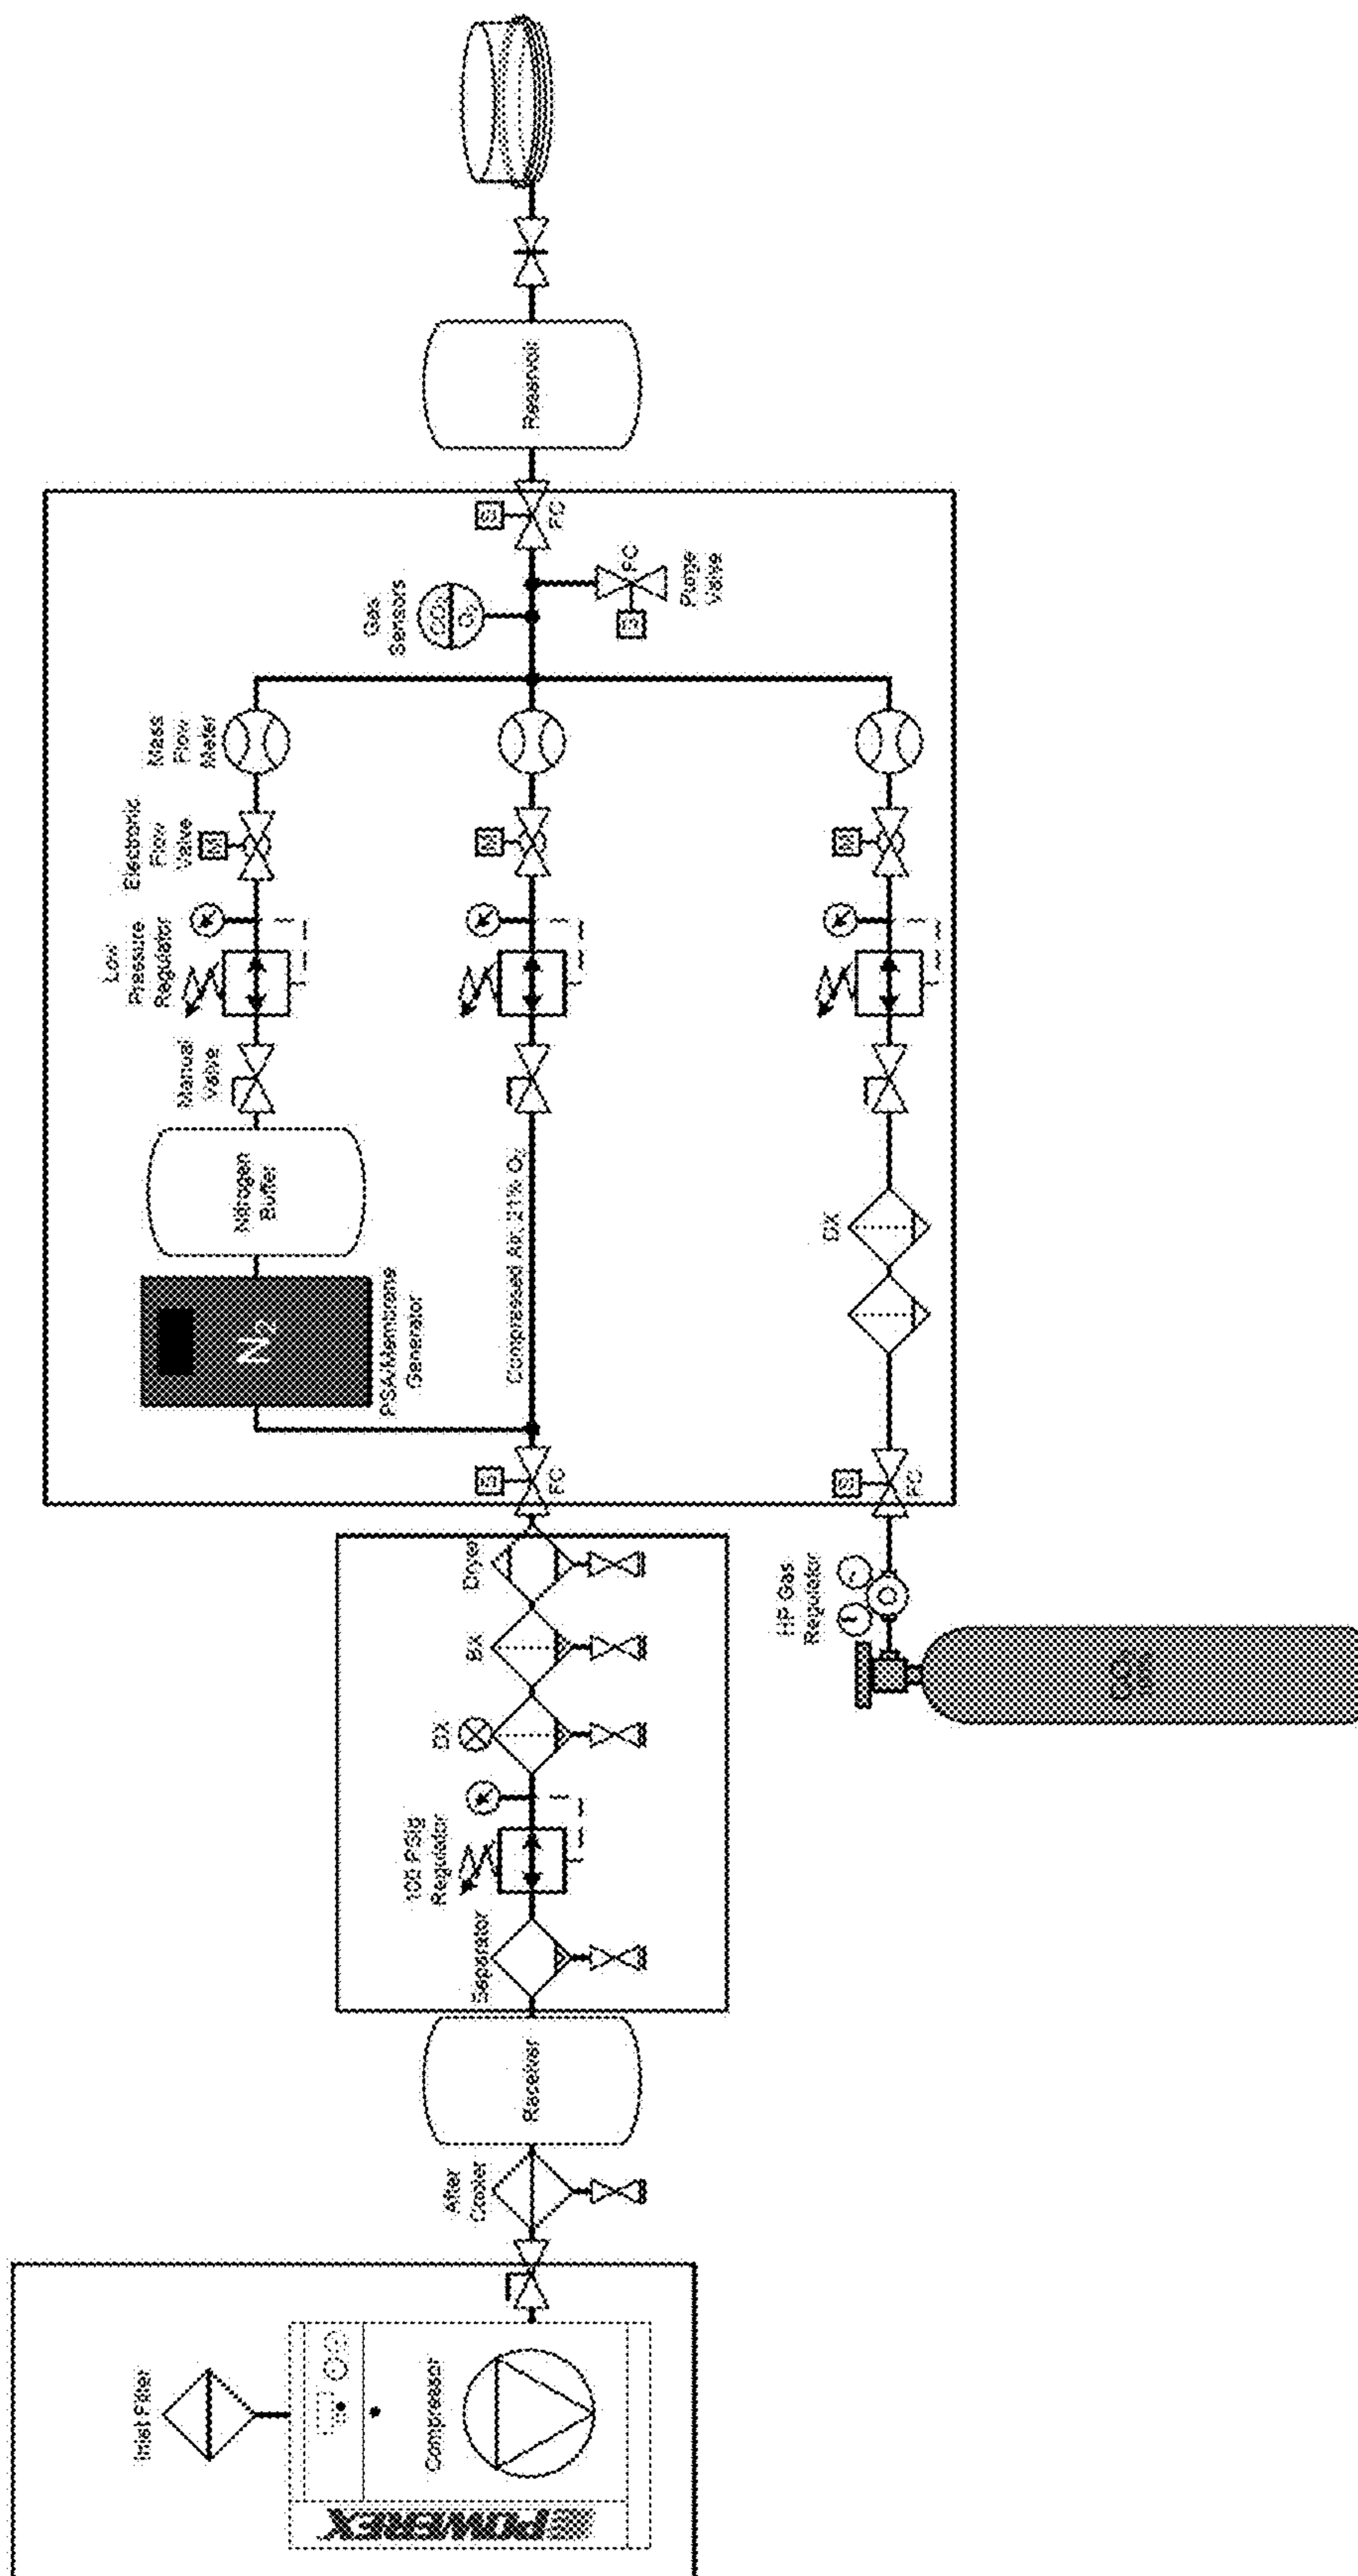 Inlet Filter
POWEREX
Compressor
After
Cooler
Receiver
Separator
100 PSIg
Regulator
DX
BX
Dryer
S
FC
PSA/Membrane
Generator
N₂
Nitrogen
Buffer
Manual
Valve
Low
Pressure
Regulator
Electronic
Flow
Valve
M
Mass
Flow
Meter
Compressed Air, 21% O₂
M
HP Gas
Regulator
S
FC
DX
M
Gas
Sensors
CO₂
O₂
S
FC
Purge
Valve
S
FC
Reservoir